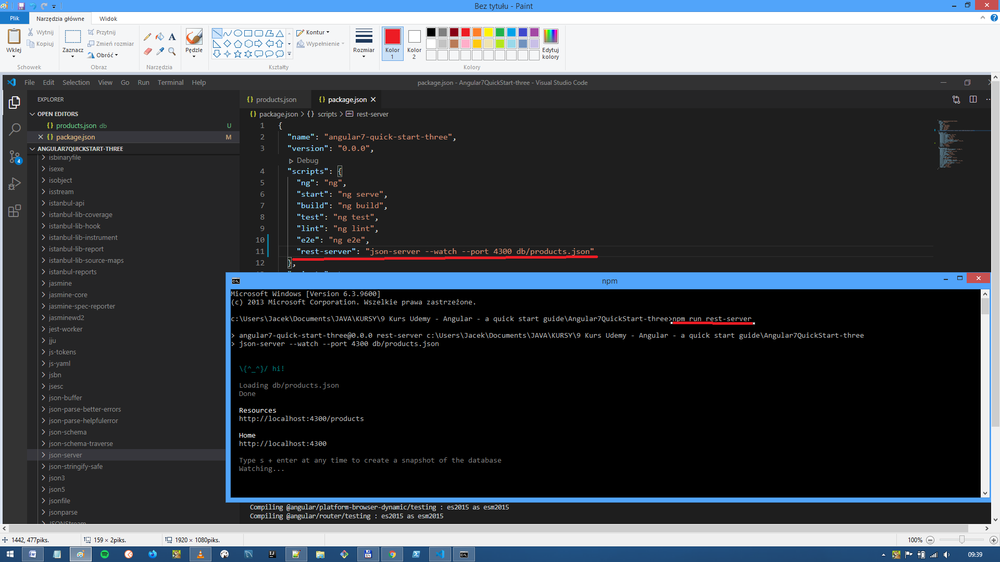 Bez tytułu - Paint
Plik
Narzędzia główne
Widok
Wklej
Wytnij
Kopiuj
Schowek
Zaznacz
Przytnij
Zmień rozmiar
Obróć
Obraz
A
Narzędzia
Pędzle
Kontur
Wypełnienie
Kształty
Rozmiar
Kolor 1
Kolor 2
Edytuj kolory
Kolory
File Edit Selection View Go Run Terminal Help
package.json - Angular7QuickStart-three - Visual Studio Code
EXPLORER
OPEN EDITORS
{} products.json db U
{} package.json M
ANGULAR7QUICKSTART-THREE
isbinaryfile
isexe
isobject
isstream
istanbul-api
istanbul-lib-coverage
istanbul-lib-hook
istanbul-lib-instrument
istanbul-lib-report
istanbul-lib-source-maps
istanbul-reports
jasmine
jasmine-core
jasmine-spec-reporter
jasminewd2
jest-worker
jju
js-tokens
js-yaml
jsbn
jsesc
json-buffer
json-parse-better-errors
json-parse-helpfulerror
json-schema
json-schema-traverse
json-server
json-stringify-safe
json3
json5
jsonfile
jsonparse
JSONStream
4
{} products.json
{} package.json
{} package.json > {} scripts > rest-server
1 {
2 "name": "angular7-quick-start-three",
3 "version": "0.0.0",
Debug
4 "scripts": {
5 "ng": "ng",
6 "start": "ng serve",
7 "build": "ng build",
8 "test": "ng test",
9 "lint": "ng lint",
10 "e2e": "ng e2e",
11 "rest-server": "json-server --watch --port 4300 db/products.json"
12 },
npm
Microsoft Windows [Version 6.3.9600]
(c) 2013 Microsoft Corporation. Wszelkie prawa zastrzeżone.
c:\Users\Jacek\Documents\JAVA\KURSY\9 Kurs Udemy - Angular - a quick start guide\Angular7QuickStart-three>npm run rest-server
> angular7-quick-start-three@0.0.0 rest-server c:\Users\Jacek\Documents\JAVA\KURSY\9 Kurs Udemy - Angular - a quick start guide\Angular7QuickStart-three
> json-server --watch --port 4300 db/products.json
\{^_^}/ hi!
Loading db/products.json
Done
Resources
http://localhost:4300/products
Home
http://localhost:4300
Type s + enter at any time to create a snapshot of the database
Watching...
Compiling @angular/platform-browser-dynamic/testing : es2015 as esm2015
Compiling @angular/router/testing : es2015 as esm2015
1442, 477piks.
159 × 2piks.
1920 × 1080piks.
100%
09:39